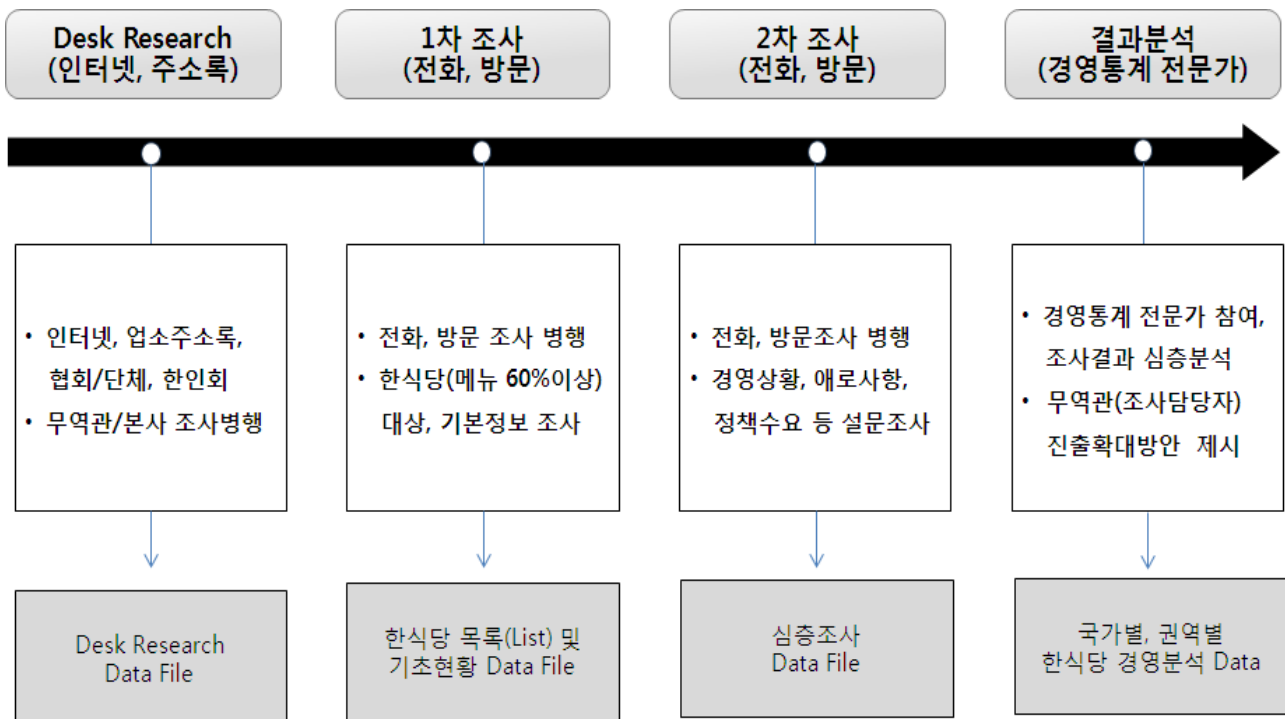 Desk Research
(인터넷, 주소록)
1차 조사
(전화, 방문)
2차 조사
(전화, 방문)
결과분석
(경영통계 전문가)
• 인터넷, 업소주소록,
협회/단체, 한인회
• 무역관/본사 조사병행
• 전화, 방문 조사 병행
• 한식당(메뉴 60%이상)
대상, 기본정보 조사
• 전화, 방문조사 병행
• 경영상황, 애로사항,
정책수요 등 설문조사
• 경영통계 전문가 참여,
조사결과 심층분석
• 무역관(조사담당자)
진출확대방안 제시
Desk Research
Data File
한식당 목록(List) 및
기초현황 Data File
심층조사
Data File
국가별, 권역별
한식당 경영분석 Data